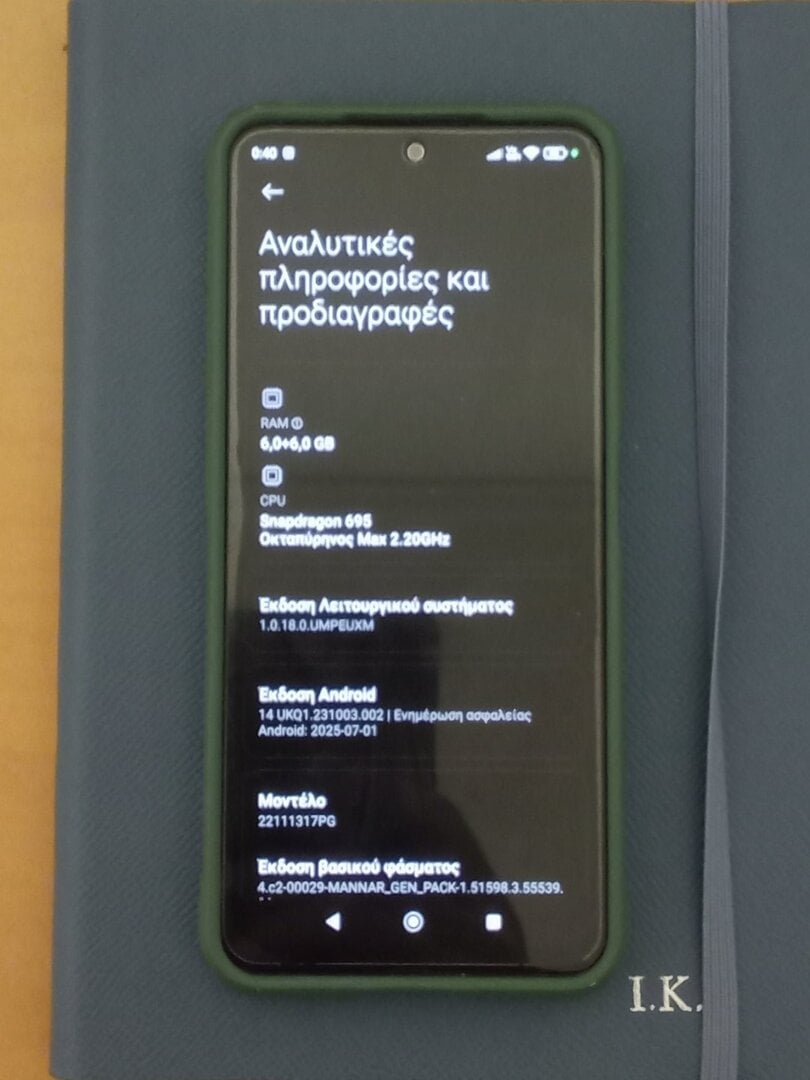 0:40
Αναλυτικές
πληροφορίες και
προδιαγραφές
RAM
6,0+6,0 GB
CPU
Snapdragon 695
Οκταπύρηνος Max 2.20GHz
Έκδοση Λειτουργικού συστήματος
1.0.18.0.UMPEUXM
Έκδοση Android
14 UKQ1.231003.002 | Ενημέρωση ασφαλείας
Android: 2025-07-01
Μοντέλο
22111317PG
Έκδοση βασικού φάσματος
4.c2-00029-MANNAR_GEN_PACK-1.51598.3.55539.
I.K.